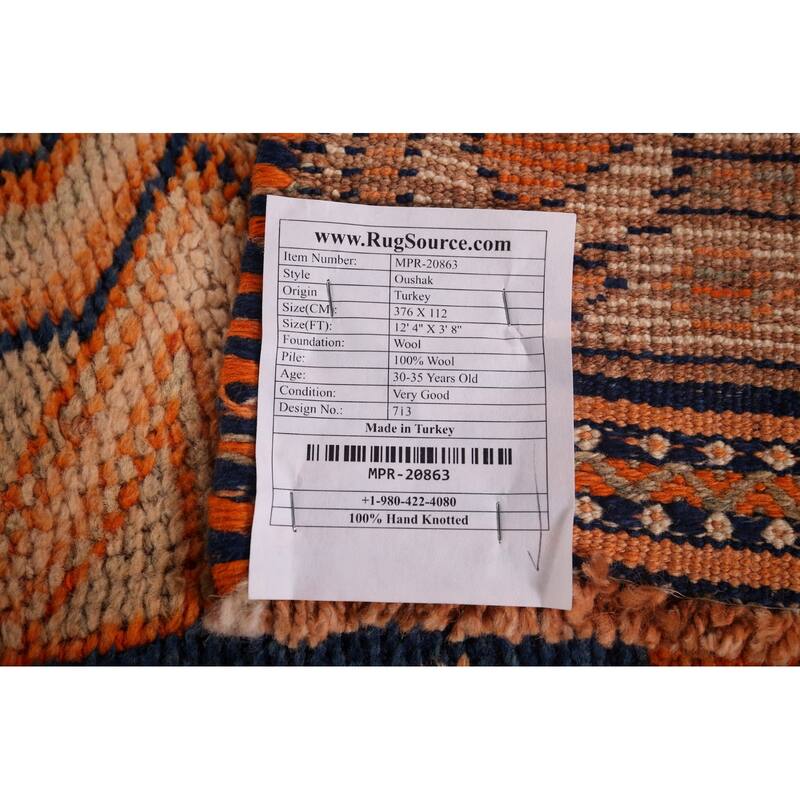 www.RugSource.com
Item Number: MPR-20863
Style Oushak
Origin Turkey
Size(CM): 376 X 112
Size(FT): 12' 4" X 3' 8"
Foundation: Wool
Pile: 100% Wool
Age: 30-35 Years Old
Condition: Very Good
Design No.: 713
Made in Turkey
MPR-20863
+1-980-422-4080
100% Hand Knotted